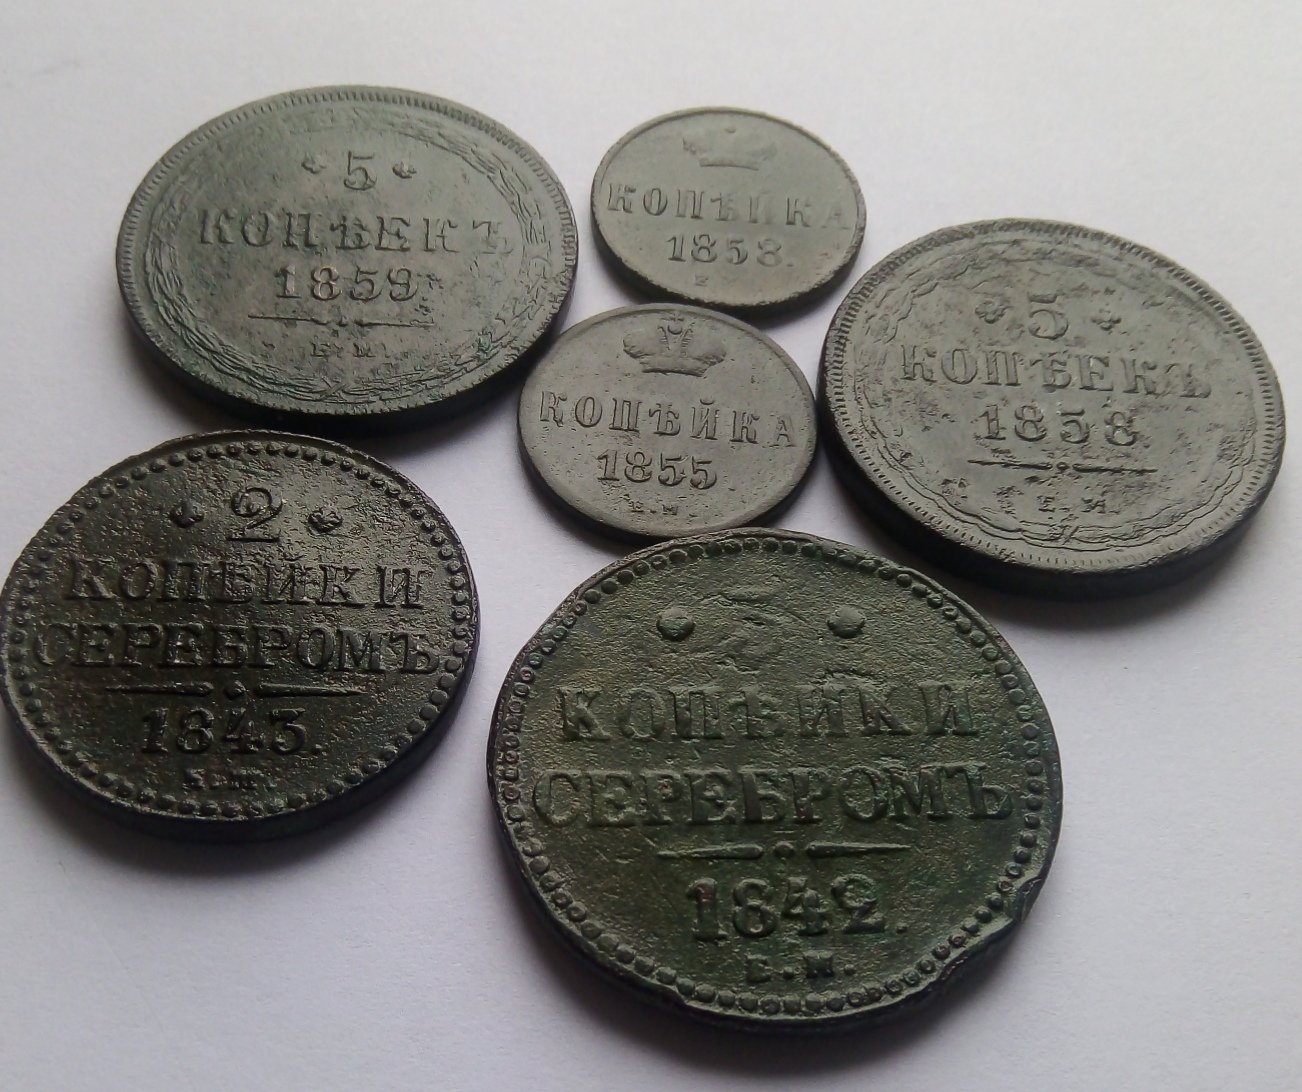 5
КОПѢЕКЪ
1859
Е.М.
КОПѢЙКА
1858.
Е
5
КОПѢЕКЪ
1858
Е.М.
КОПѢЙКА
1855
Е.М.
2
КОПѢЙКИ
СЕРЕБРОМЪ
1843.
Е.М.
3
КОПѢЙКИ
СЕРЕБРОМЪ
1842.
Е.М.